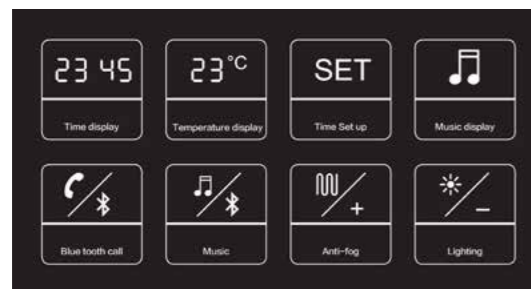 23 45
23°C
SET
Time display
Temperature display
Time Set up
Music display
+
−
Blue tooth call
Music
Anti-fog
Lighting